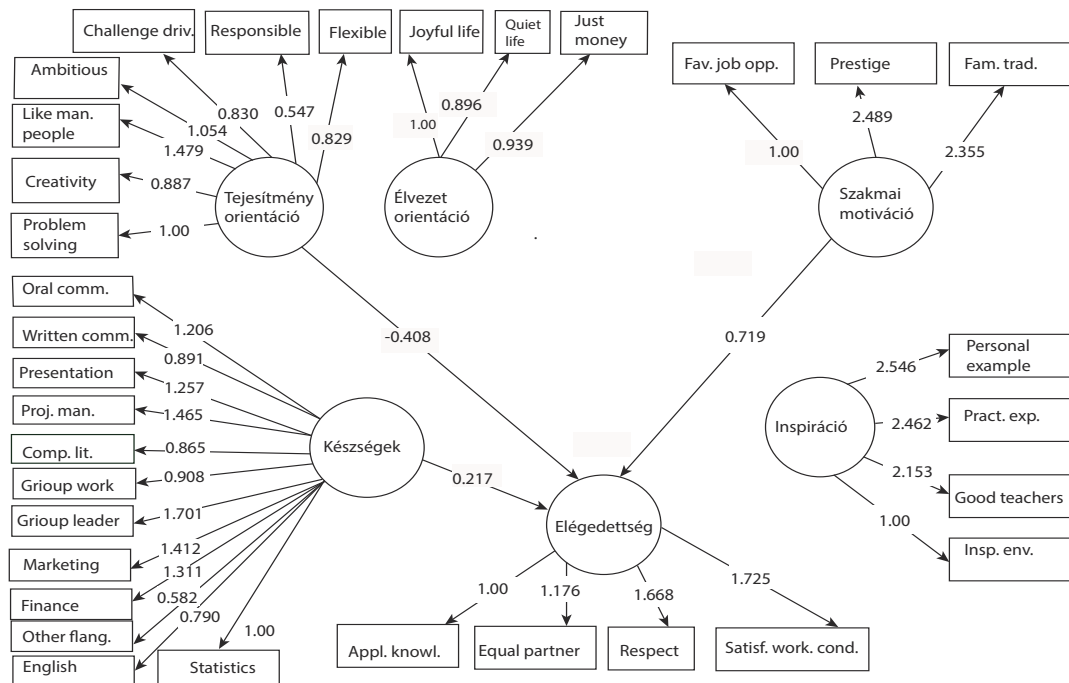 Challenge driv.
Responsible
Flexible
Joyful life
Quiet
life
Just
money
Ambitious
Like man.
people
Creativity
Problem
solving
0.830
1.054
1.479
0.887
1.00
0.547
0.829
Tejesítmény
orientáció
1.00
0.896
0.939
Élvezet
orientáció
Fav. job opp.
Prestige
Fam. trad.
1.00
2.489
2.355
Szakmai
motiváció
-0.408
0.719
Oral comm.
Written comm.
Presentation
Proj. man.
Comp. lit.
Grioup work
Grioup leader
Marketing
Finance
Other flang.
English
Statistics
1.206
0.891
1.257
1.465
0.865
0.908
1.701
1.412
1.311
0.582
0.790
1.00
Készségek
0.217
Elégedettség
1.00
1.176
1.668
1.725
Appl. knowl.
Equal partner
Respect
Satisf. work. cond.
Inspiráció
2.546
2.462
2.153
1.00
Personal
example
Pract. exp.
Good teachers
Insp. env.